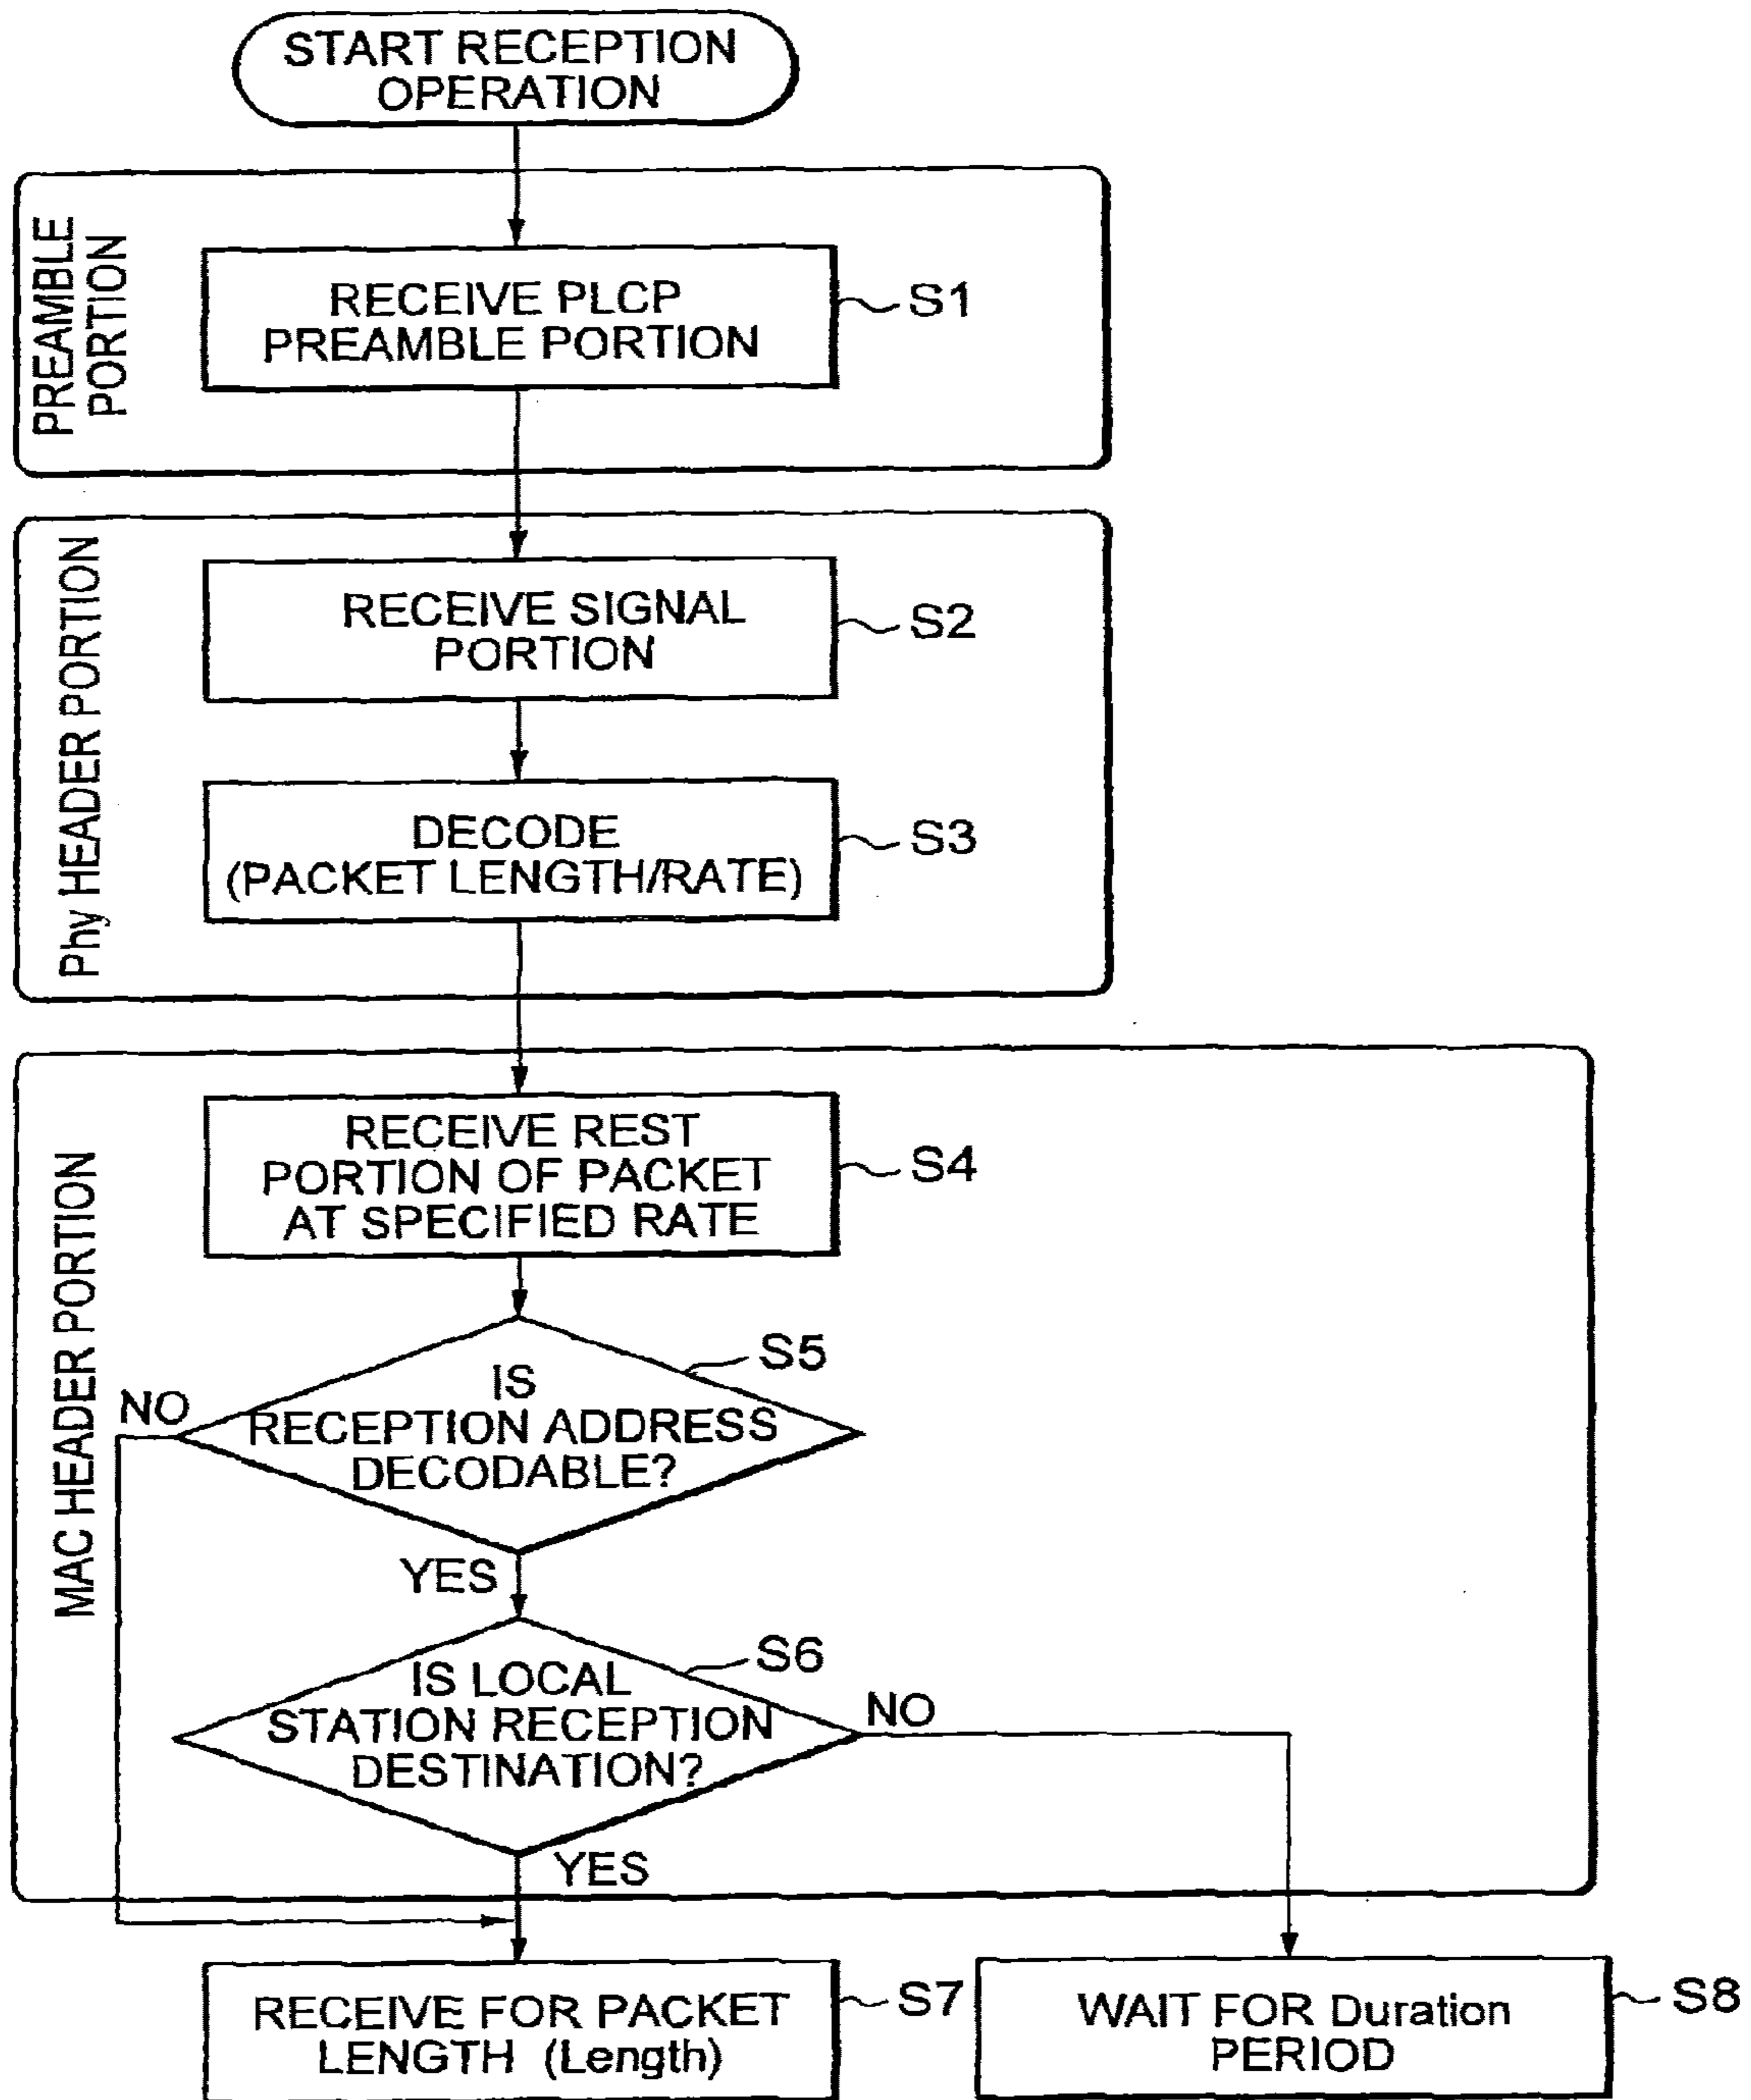 START RECEPTION
OPERATION
PREAMBLE
PORTION
RECEIVE PLCP
PREAMBLE PORTION
S1
Phy HEADER PORTION
RECEIVE SIGNAL
PORTION
S2
DECODE
(PACKET LENGTH/RATE)
S3
MAC HEADER PORTION
RECEIVE REST
PORTION OF PACKET
AT SPECIFIED RATE
S4
S5
IS
RECEPTION ADDRESS
DECODABLE?
NO
YES
S6
IS LOCAL
STATION RECEPTION
DESTINATION?
NO
YES
RECEIVE FOR PACKET
LENGTH (Length)
S7
WAIT FOR Duration
PERIOD
S8